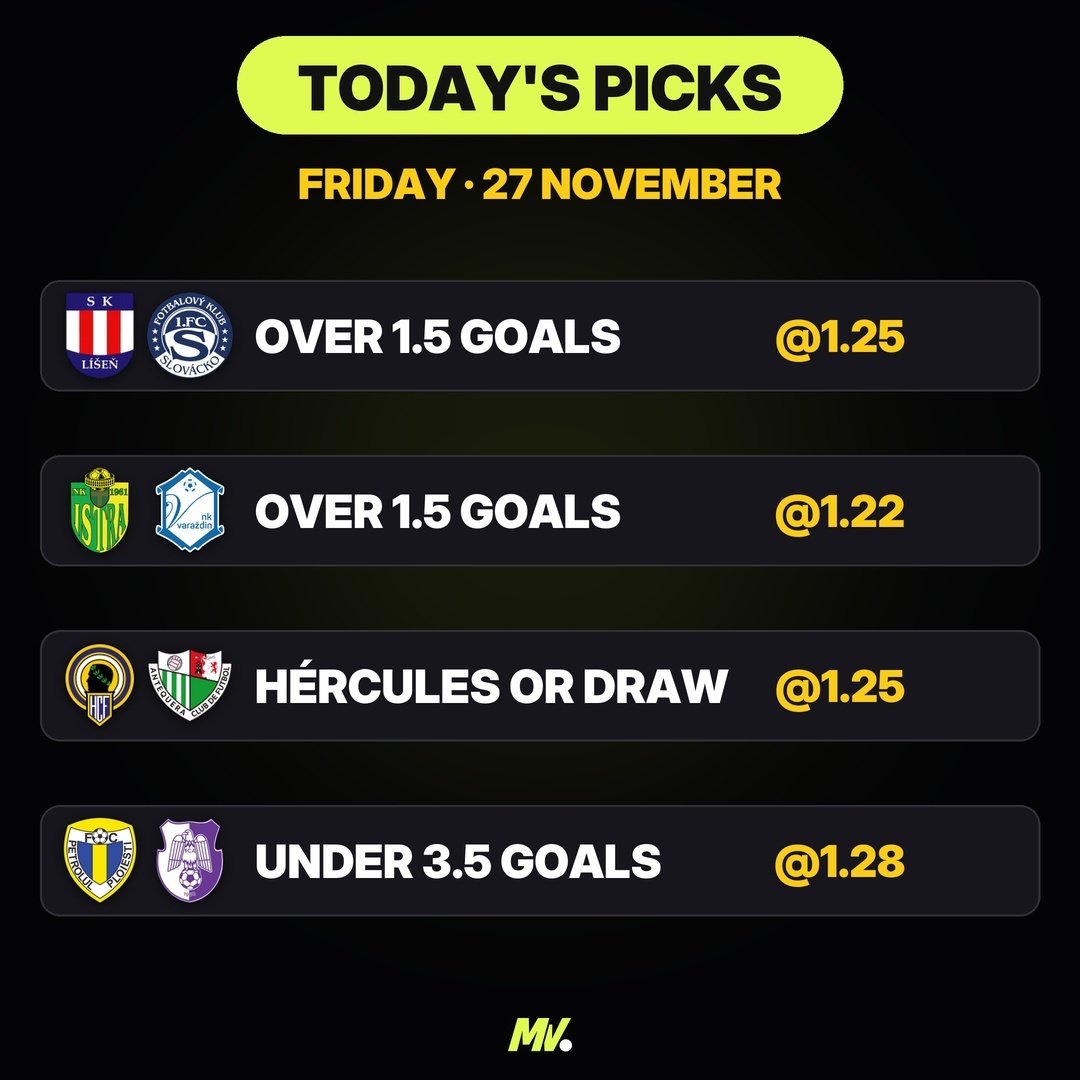 TODAY'S PICKS
FRIDAY · 27 NOVEMBER
S K
LÍŠEŇ
FOTBALOVÝ KLUB
1.FC
S
SLOVÁCKO
OVER 1.5 GOALS
@1.25
NK 1961
ISTRA
nk
varaždin
OVER 1.5 GOALS
@1.22
HCF
ANTEQUERA CLUB DE FUTBOL
HÉRCULES OR DRAW
@1.25
FC
PETROLUL PLOIESTI
UNDER 3.5 GOALS
@1.28
MV.